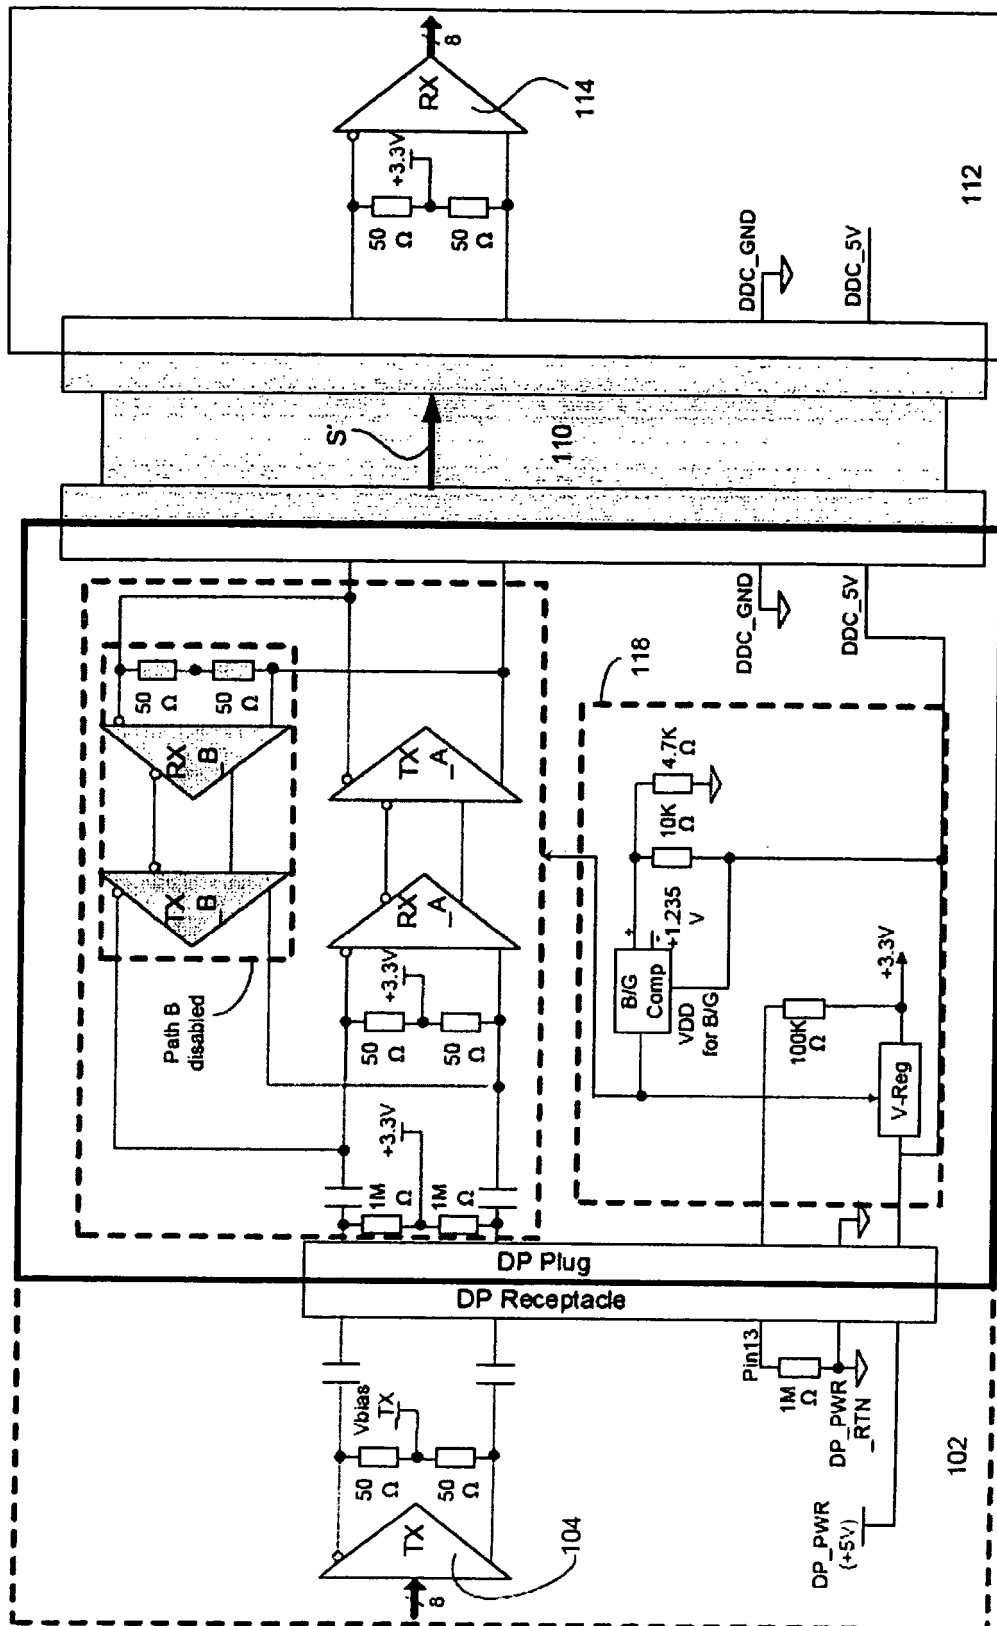 8
TX
104
50
Ω
50
Ω
Vbias
TX
DP_PWR
(+5V)
102
Pin13
1M
Ω
DP_PWR
_RTN
DP Receptacle
DP Plug
1M
Ω
1M
Ω
+3.3V
50
Ω
50
Ω
+3.3V
RX
_A
TX
_A
Path B
disabled
TX
B_
RX
B_
50
Ω
50
Ω
118
V-Reg
+3.3V
100K
Ω
B/G
Comp
VDD
for B/G
+
-
+1.235
V
10K
Ω
4.7K
Ω
DDC_GND
DDC_5V
S'
110
DDC_GND
DDC_5V
112
50
Ω
50
Ω
+3.3V
RX
114
8